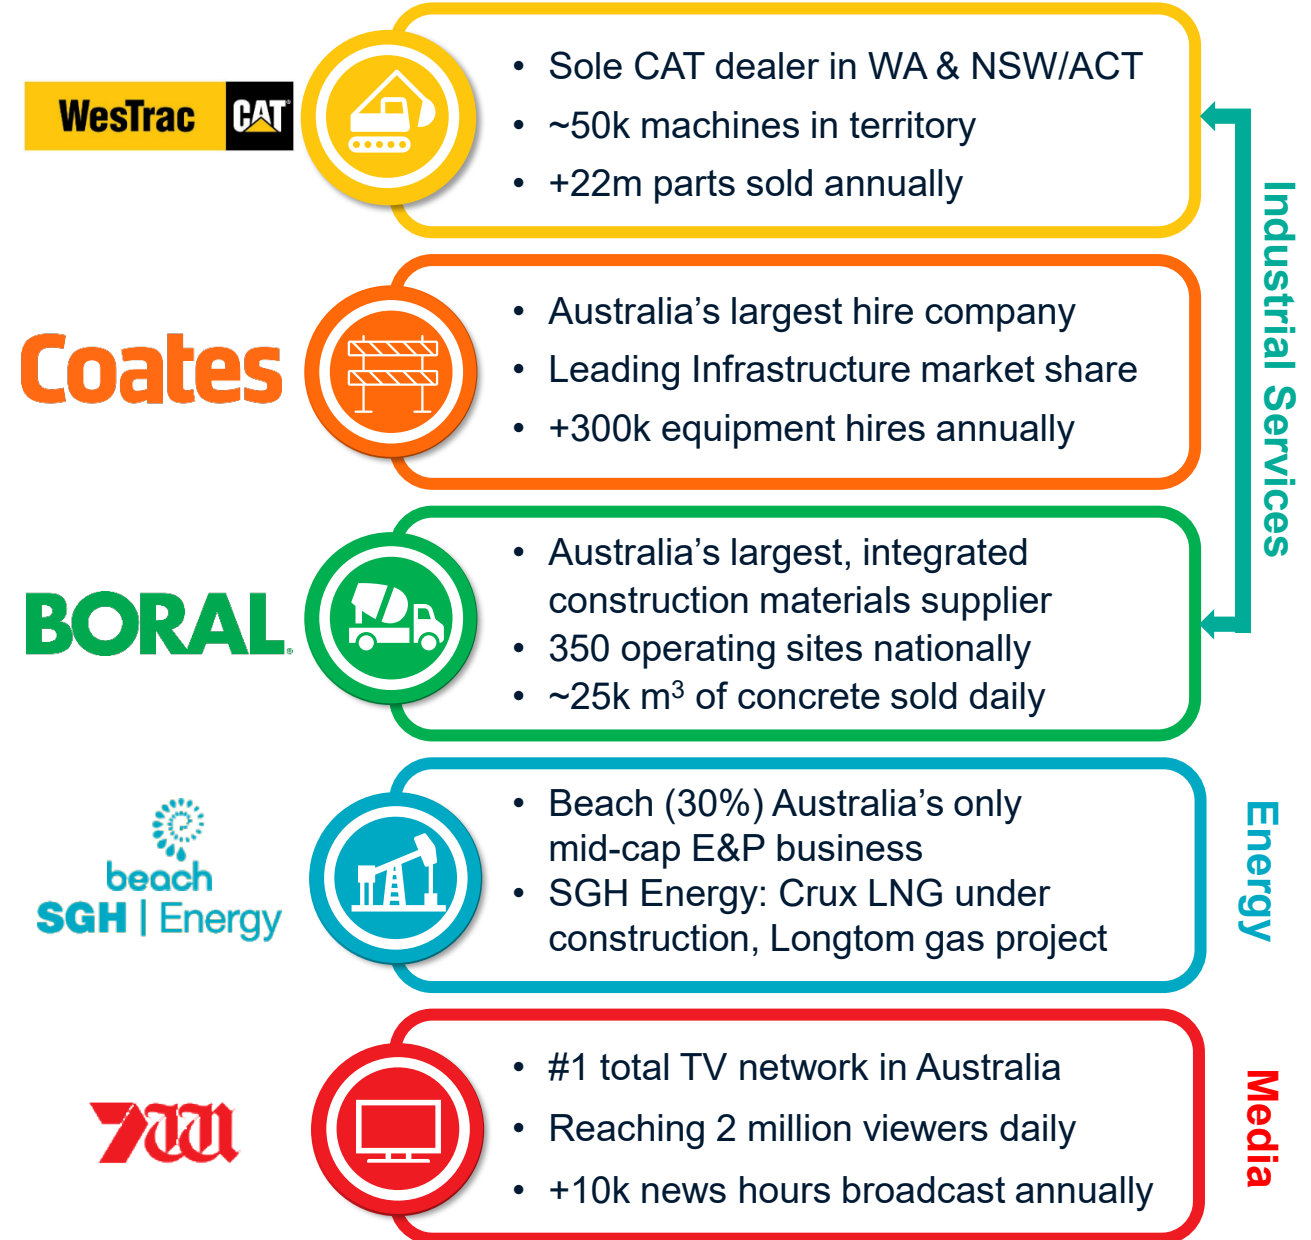 WesTrac CAT
• Sole CAT dealer in WA & NSW/ACT
• ~50k machines in territory
• +22m parts sold annually
Coates
• Australia’s largest hire company
• Leading Infrastructure market share
• +300k equipment hires annually
BORAL®
• Australia’s largest, integrated
construction materials supplier
• 350 operating sites nationally
• ~25k m³ of concrete sold daily
Industrial Services
beach
SGH | Energy
• Beach (30%) Australia’s only
mid-cap E&P business
• SGH Energy: Crux LNG under
construction, Longtom gas project
Energy
7WAN
• #1 total TV network in Australia
• Reaching 2 million viewers daily
• +10k news hours broadcast annually
Media